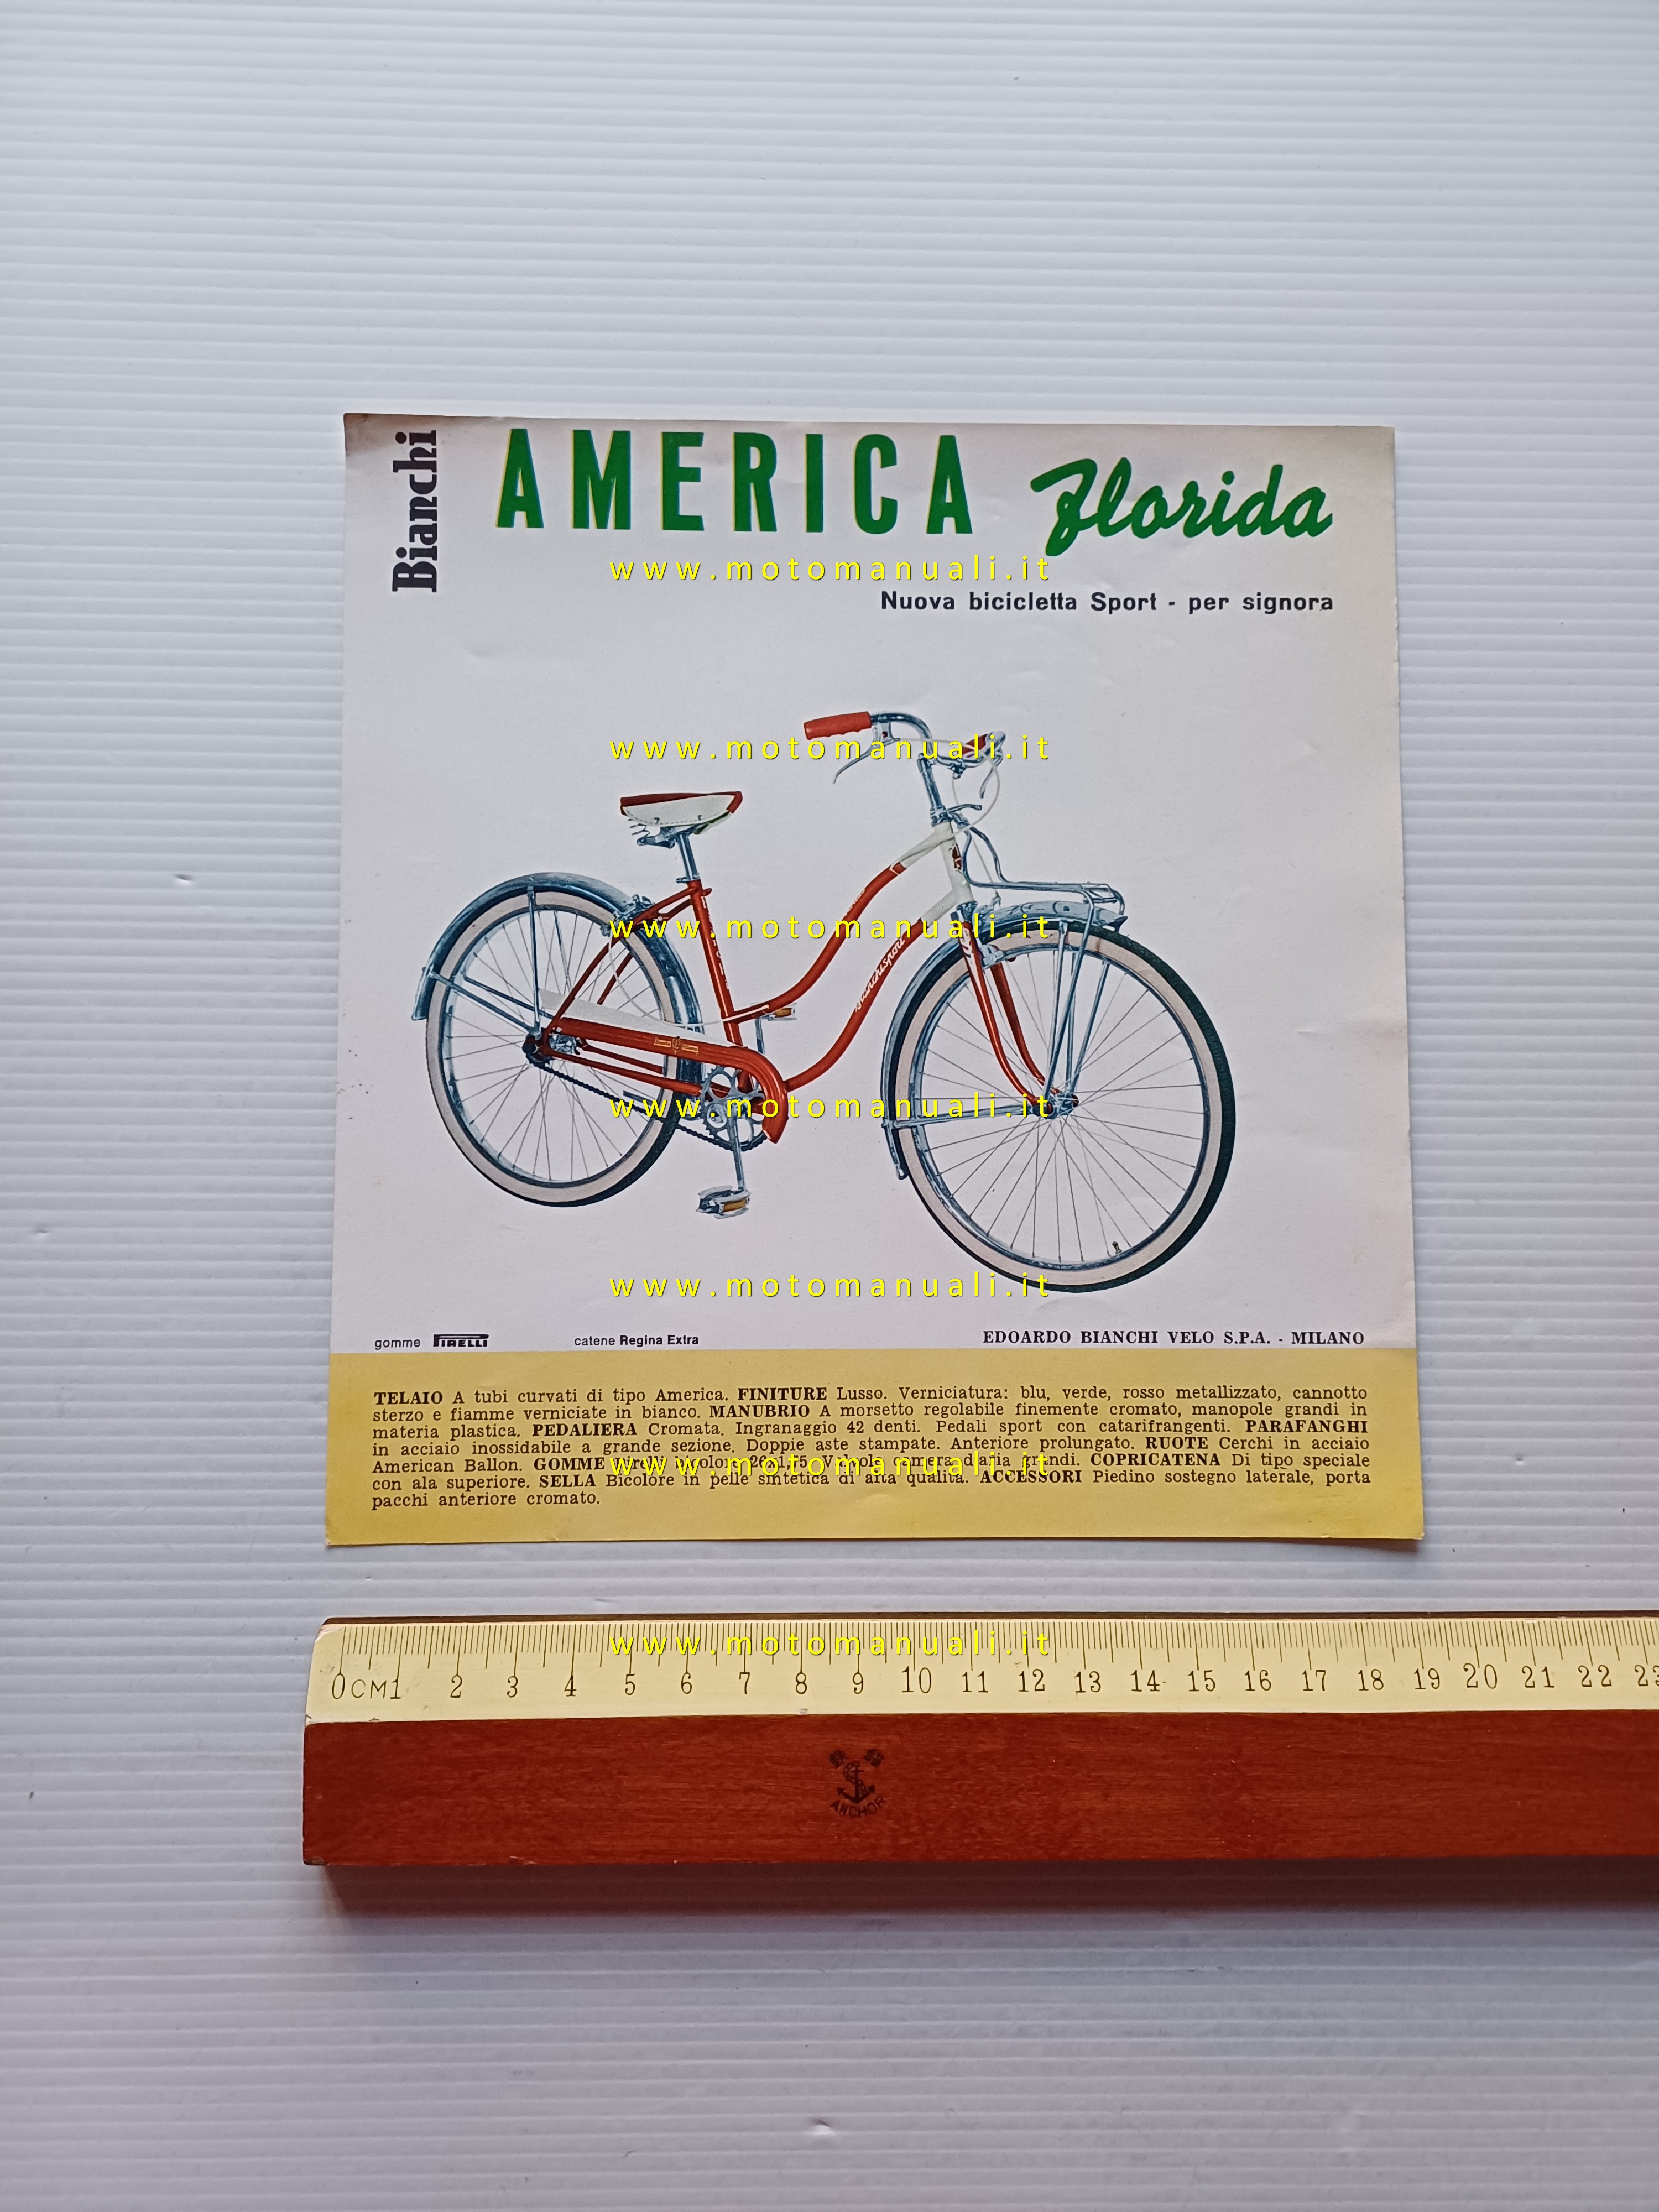 Bianchi
AMERICA Florida
www.motomanuali.it
Nuova bicicletta Sport - per signora
www.motomanuali.it
www.motomanuali.it
bianchisport
www.motomanuali.it
www.motomanuali.it
gomme PIRELLI catene Regina Extra EDOARDO BIANCHI VELO S.P.A. - MILANO
TELAIO A tubi curvati di tipo America. FINITURE Lusso. Verniciatura: blu, verde, rosso metallizzato, cannotto
sterzo e fiamme verniciate in bianco. MANUBRIO A morsetto regolabile finemente cromato, manopole grandi in
materia plastica. PEDALIERA Cromata. Ingranaggio 42 denti. Pedali sport con catarifrangenti. PARAFANGHI
in acciaio inossidabile a grande sezione. Doppie aste stampate. Anteriore prolungato. RUOTE Cerchi in acciaio
American Ballon. GOMME grandi. COPRICATENA Di tipo speciale
www.motomanuali.it
con ala superiore. SELLA Bicolore in pelle sintetica di alta qualità. ACCESSORI Piedino sostegno laterale, porta
pacchi anteriore cromato.
www.motomanuali.it
0 CM 1 2 3 4 5 6 7 8 9 10 11 12 13 14 15 16 17 18 19 20 21 22 23
ANCHOR